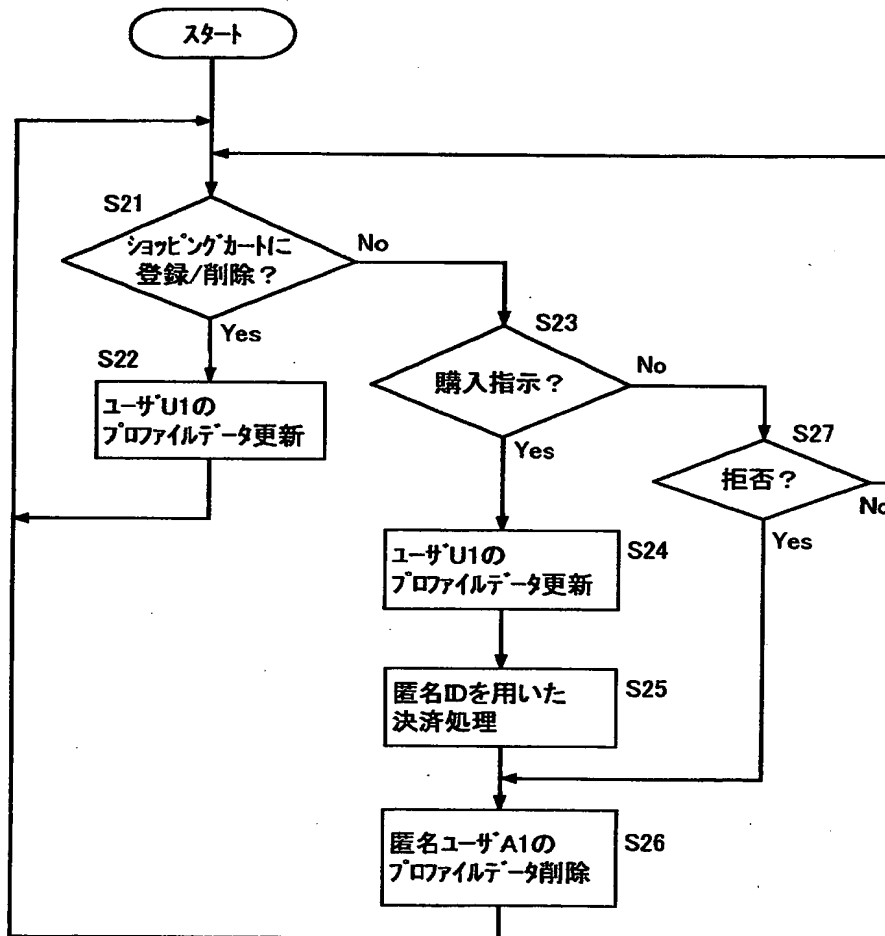 スタート
S21
ショッピングカートに
登録/削除？
No
Yes
S22
ユーザU1の
プロファイルデータ更新
S23
購入指示？
No
Yes
S27
拒否？
No
Yes
S24
ユーザU1の
プロファイルデータ更新
S25
匿名IDを用いた
決済処理
S26
匿名ユーザA1の
プロファイルデータ削除